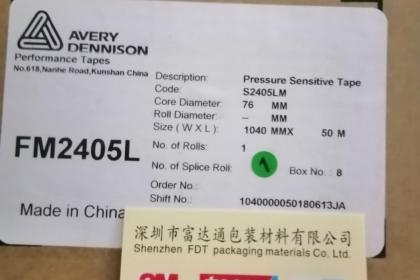 AVERY
DENNISON
Performance Tapes
No.618,Nanhe Road,Kunshan China
Description: Pressure Sensitive Tape
Code: S2405LM
Core Diameter: 76 MM
Roll Diameter: -- MM
Size ( W X L ): 1040 MMX 50 M
FM2405L
No. of Rolls: 1
No. of Splice Roll: 1 Box No. : 8
Order No.:
Shift No.: 1040000050180613JA
Made in China
深圳市富达通包装材料有限公司
Shenzhen FDT packaging materials Co. Ltd
3M